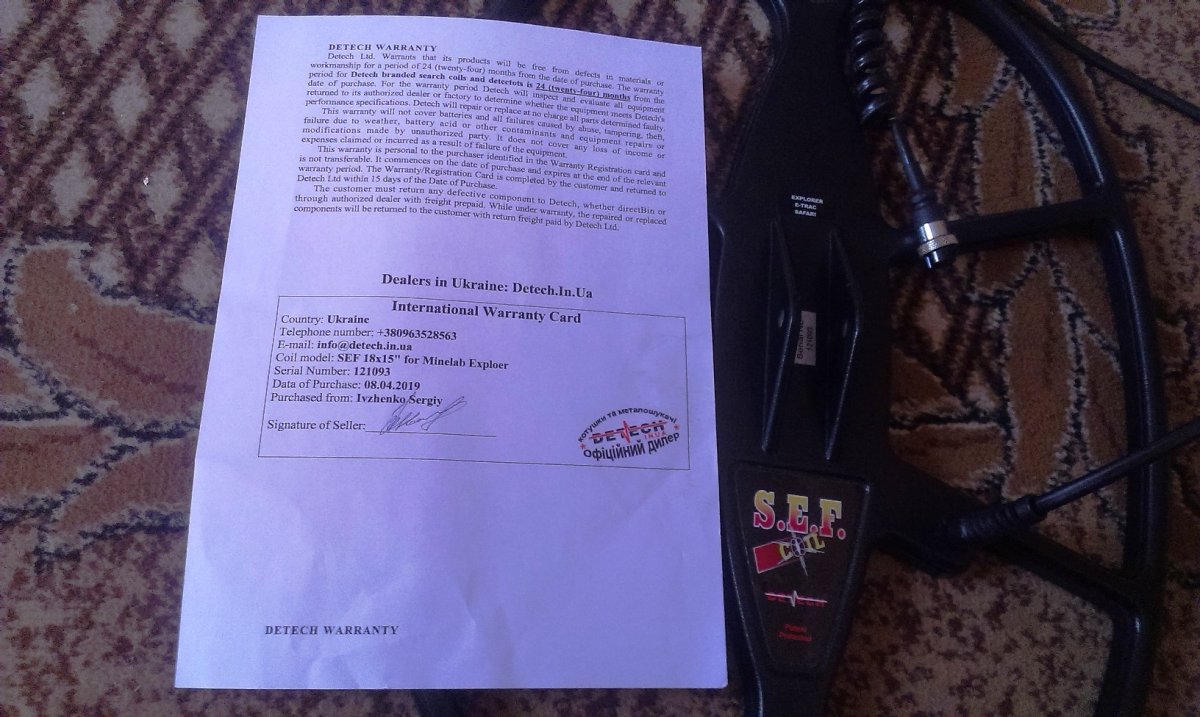 DETECH WARRANTY
Detech Ltd. Warrants that its products will be free from defects in materials or
workmanship for a period of 24 (twenty-four) months from the date of purchase. The warranty
period for Detech branded search coils and detectots is 24 (twenty-four) months from the
date of purchase. For the warranty period Detech will inspect and evaluate all equipment
returned to its authorized dealer or factory to determine whether the equipment meets Detech's
performance specifications. Detech will repair or replace at no charge all parts determined faulty.
This warranty will not cover batteries and all failures caused by abuse, tampering, theft,
failure due to weather, battery acid or other contaminants and equipment repairs or
modifications made by unauthorized party. It does not cover any loss of income or
expenses claimed or incurred as a result of failure of the equipment.
This warranty is personal to the purchaser identified in the Warranty Registration card and
is not transferable. It commences on the date of purchase and expires at the end of the relevant
warranty period. The Warranty/Registration Card is completed by the customer and returned to
Detech Ltd within 15 days of the Date of Purchase.
The customer must return any defective component to Detech, whether directBin or
through authorized dealer with freight prepaid. While under warranty, the repaired or replaced
components will be returned to the customer with return freight paid by Detech Ltd.
Dealers in Ukraine: Detech.In.Ua
International Warranty Card
Country: Ukraine
Telephone number: +380963528563
E-mail: info@detech.in.ua
Coil model: SEF 18x15" for Minelab Exploer
Serial Number: 121093
Data of Purchase: 08.04.2019
Purchased from: Ivzhenko Sergiy
Signature of Seller:
котушки та металошукачі
DETECH
IN.UA
Офіційний дилер
DETECH WARRANTY
EXPLORER
E-TRAC
SAFARI
Serial №
121093
S.E.F.
COIL
DETECH
Patent
Protected